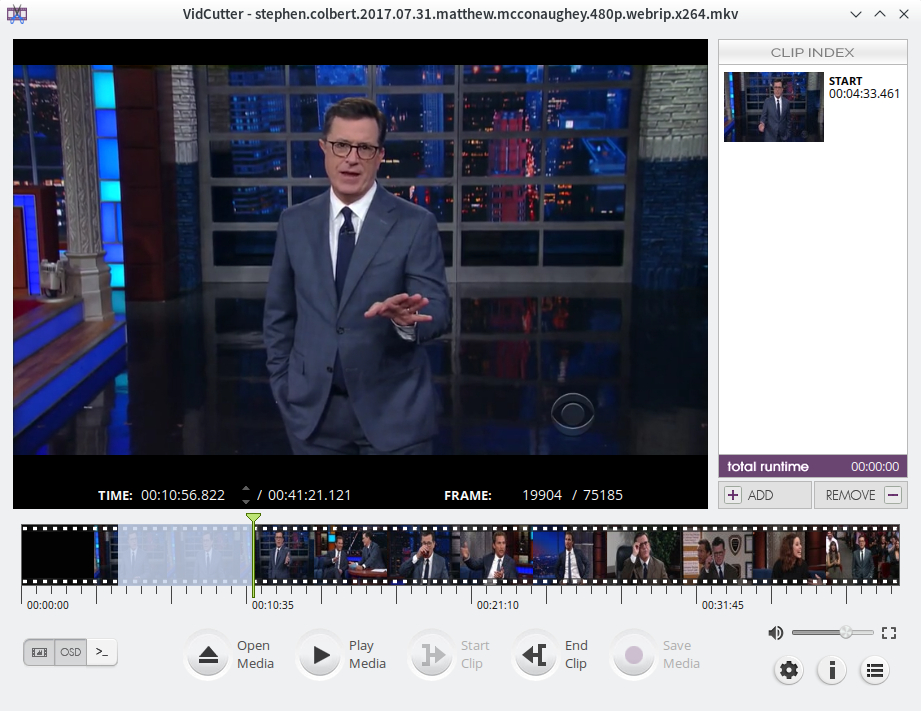 VidCutter - stephen.colbert.2017.07.31.matthew.mcconaughey.480p.webrip.x264.mkv
CLIP INDEX
START
00:04:33.461
total runtime 00:00:00
ADD REMOVE
TIME: 00:10:56.822 / 00:41:21.121 FRAME: 19904 / 75185
00:00:00 00:10:35 00:21:10 00:31:45
OSD >_
Open Media
Play Media
Start Clip
End Clip
Save Media